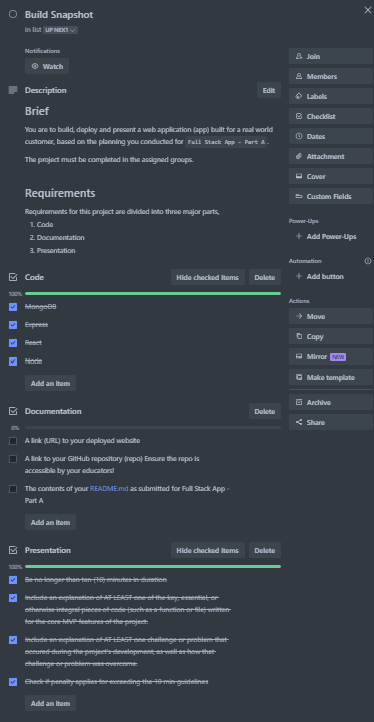 Build Snapshot
in list UP NEXT
Notifications
Watch
Description
Edit
Brief
You are to build, deploy and present a web application (app) built for a real world
customer, based on the planning you conducted for Full Stack App - Part A .
The project must be completed in the assigned groups.
Requirements
Requirements for this project are divided into three major parts,
1. Code
2. Documentation
3. Presentation
Code
Hide checked items
Delete
100%
MongoDB
Express
React
Node
Add an item
Documentation
Delete
0%
A link (URL) to your deployed website
A link to your GitHub repository (repo) Ensure the repo is
accessible by your educators!
The contents of your README.md as submitted for Full Stack App -
Part A
Add an item
Presentation
Hide checked items
Delete
100%
Be no longer than ten (10) minutes in duration
Include an explanation of AT LEAST one of the key, essential, or
otherwise integral pieces of code (such as a function or file) written
for the core MVP features of the project.
Include an explanation of AT LEAST one challenge or problem that
occured during the project's development, as well as how that
challenge or problem was overcome.
Check if penalty applies for exceeding the 10 min guidelines
Add an item
Join
Members
Labels
Checklist
Dates
Attachment
Cover
Custom Fields
Power-Ups
Add Power-Ups
Automation
Add button
Actions
Move
Copy
Mirror NEW
Make template
Archive
Share